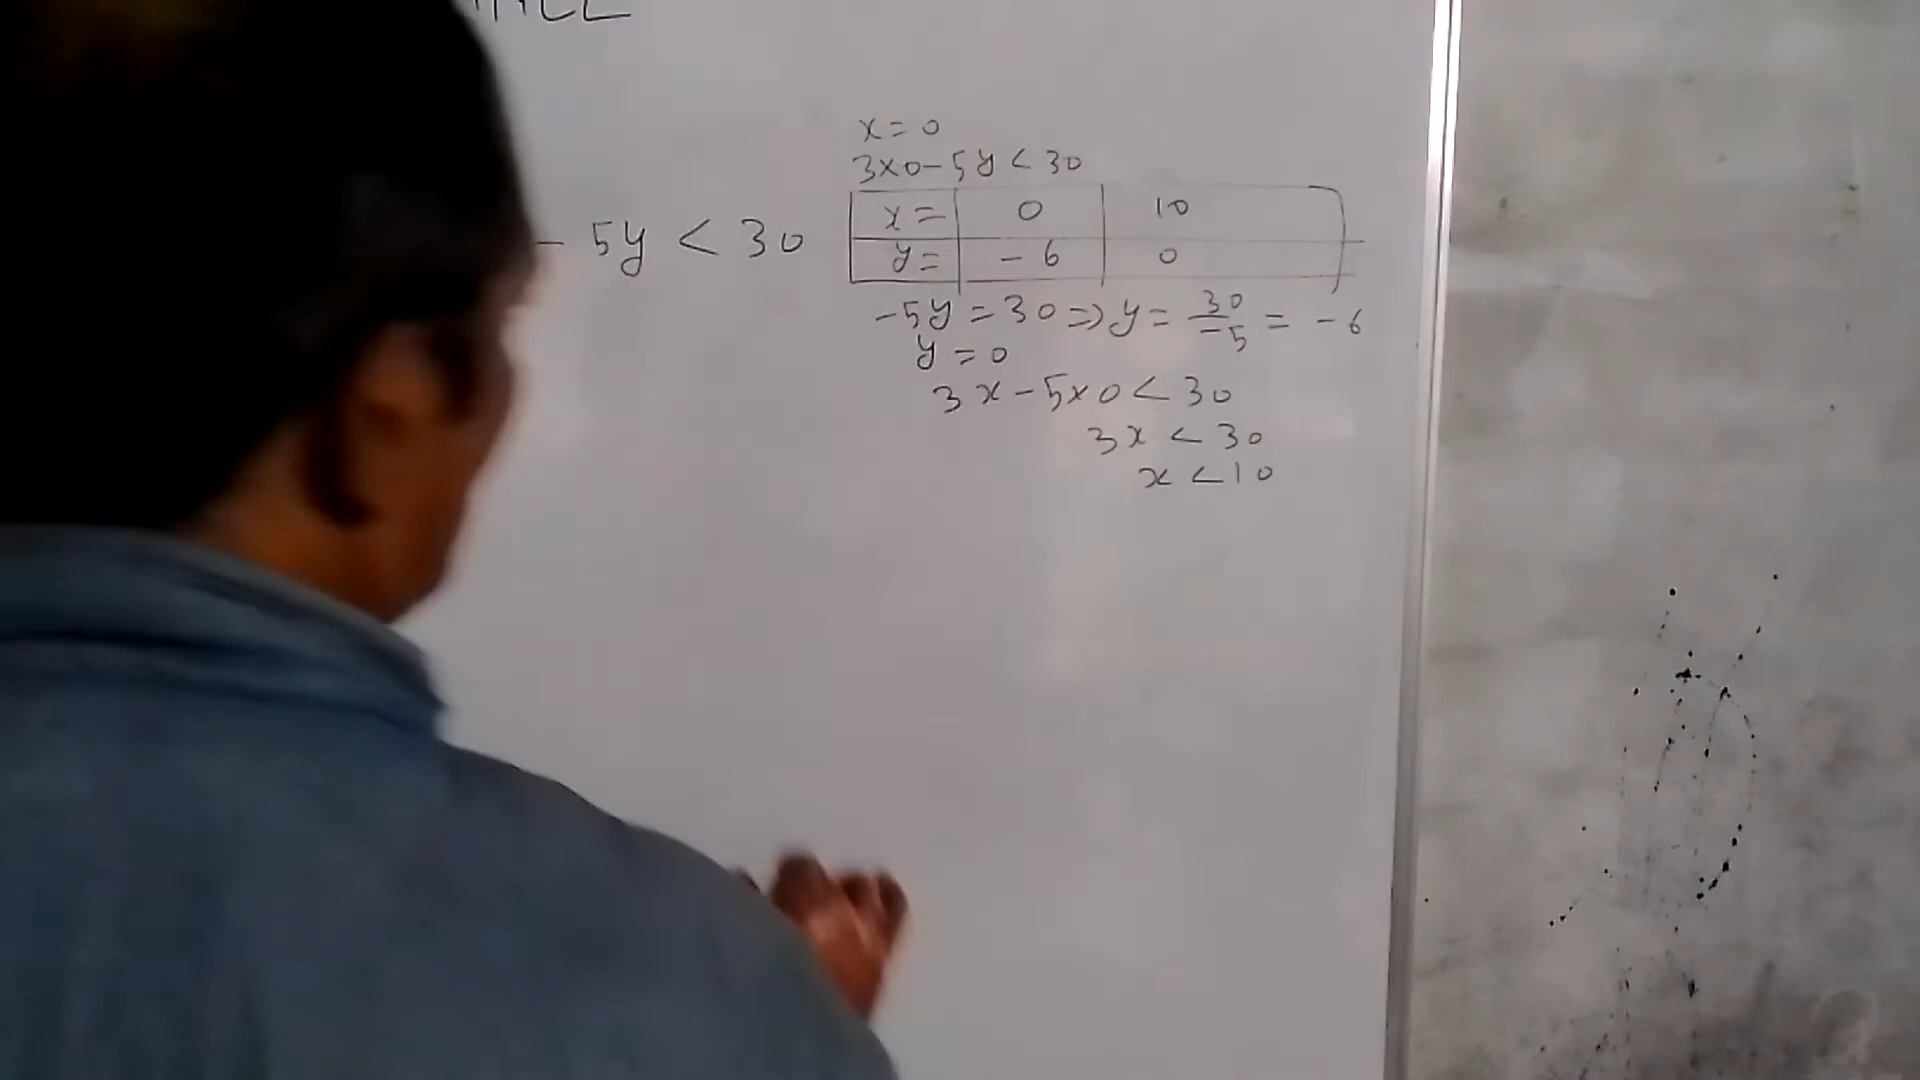 x = 0
3x0 - 5y < 30
- 5y < 30
x = 0 10
y = - 6 0
-5y = 30 => y = 30/-5 = -6
y = 0
3x - 5x0 < 30
3x < 30
x < 10